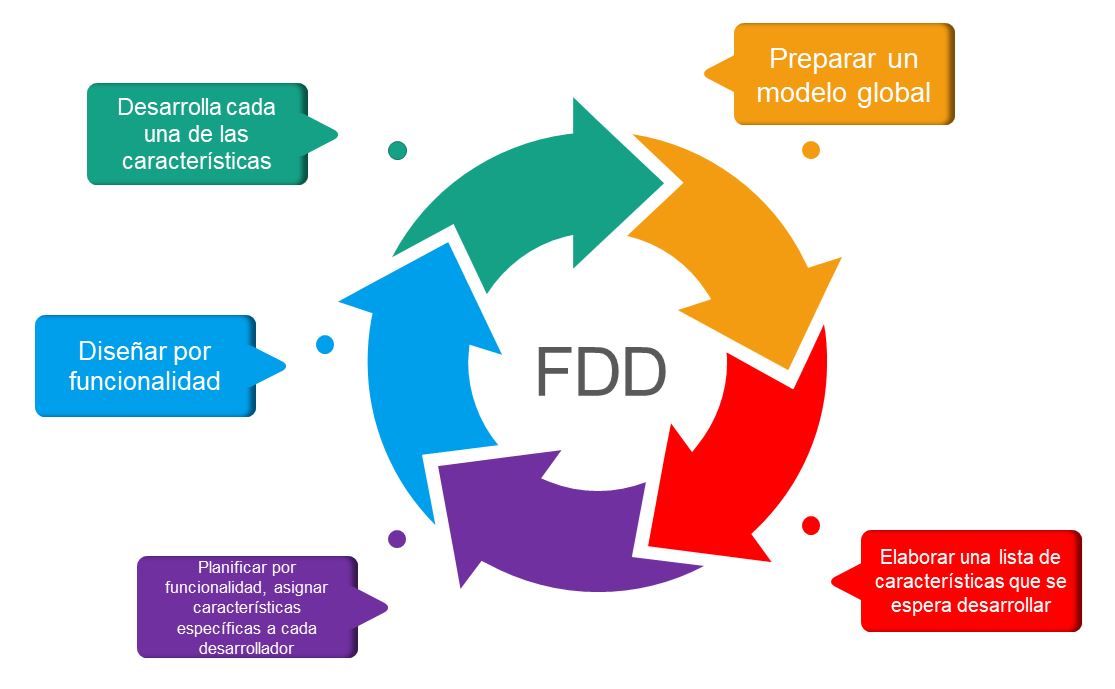 Preparar un
modelo global
Desarrolla cada
una de las
características
FDD
Diseñar por
funcionalidad
Elaborar una lista de
características que se
espera desarrollar
Planificar por
funcionalidad, asignar
características
específicas a cada
desarrollador